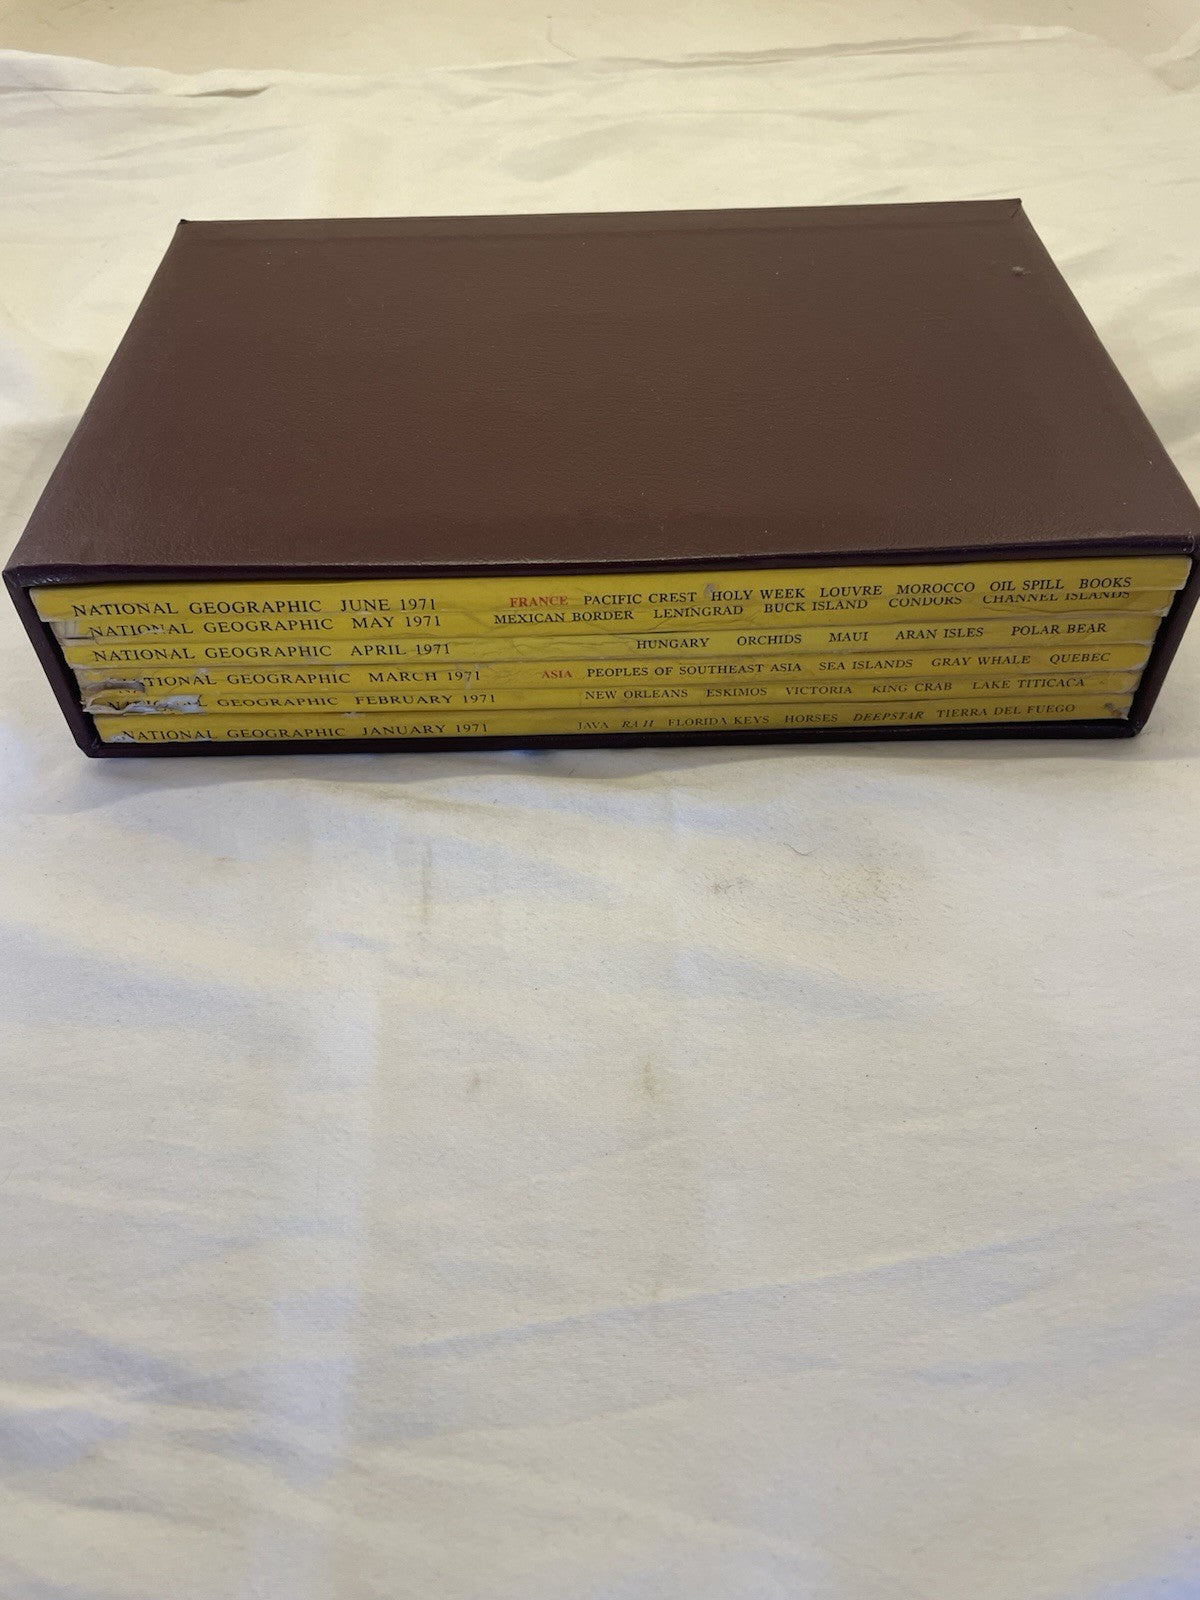 NATIONAL GEOGRAPHIC JUNE 1971 FRANCE PACIFIC CREST HOLY WEEK LOUVRE MOROCCO OIL SPILL BOOKS
NATIONAL GEOGRAPHIC MAY 1971 MEXICAN BORDER LENINGRAD BUCK ISLAND CONDORS CHANNEL ISLANDS
NATIONAL GEOGRAPHIC APRIL 1971 HUNGARY ORCHIDS MAUI ARAN ISLES POLAR BEAR
NATIONAL GEOGRAPHIC MARCH 1971 ASIA PEOPLES OF SOUTHEAST ASIA SEA ISLANDS GRAY WHALE QUEBEC
NATIONAL GEOGRAPHIC FEBRUARY 1971 NEW ORLEANS ESKIMOS VICTORIA KING CRAB LAKE TITICACA
NATIONAL GEOGRAPHIC JANUARY 1971 JAVA RA II FLORIDA KEYS HORSES DEEPSTAR TIERRA DEL FUEGO